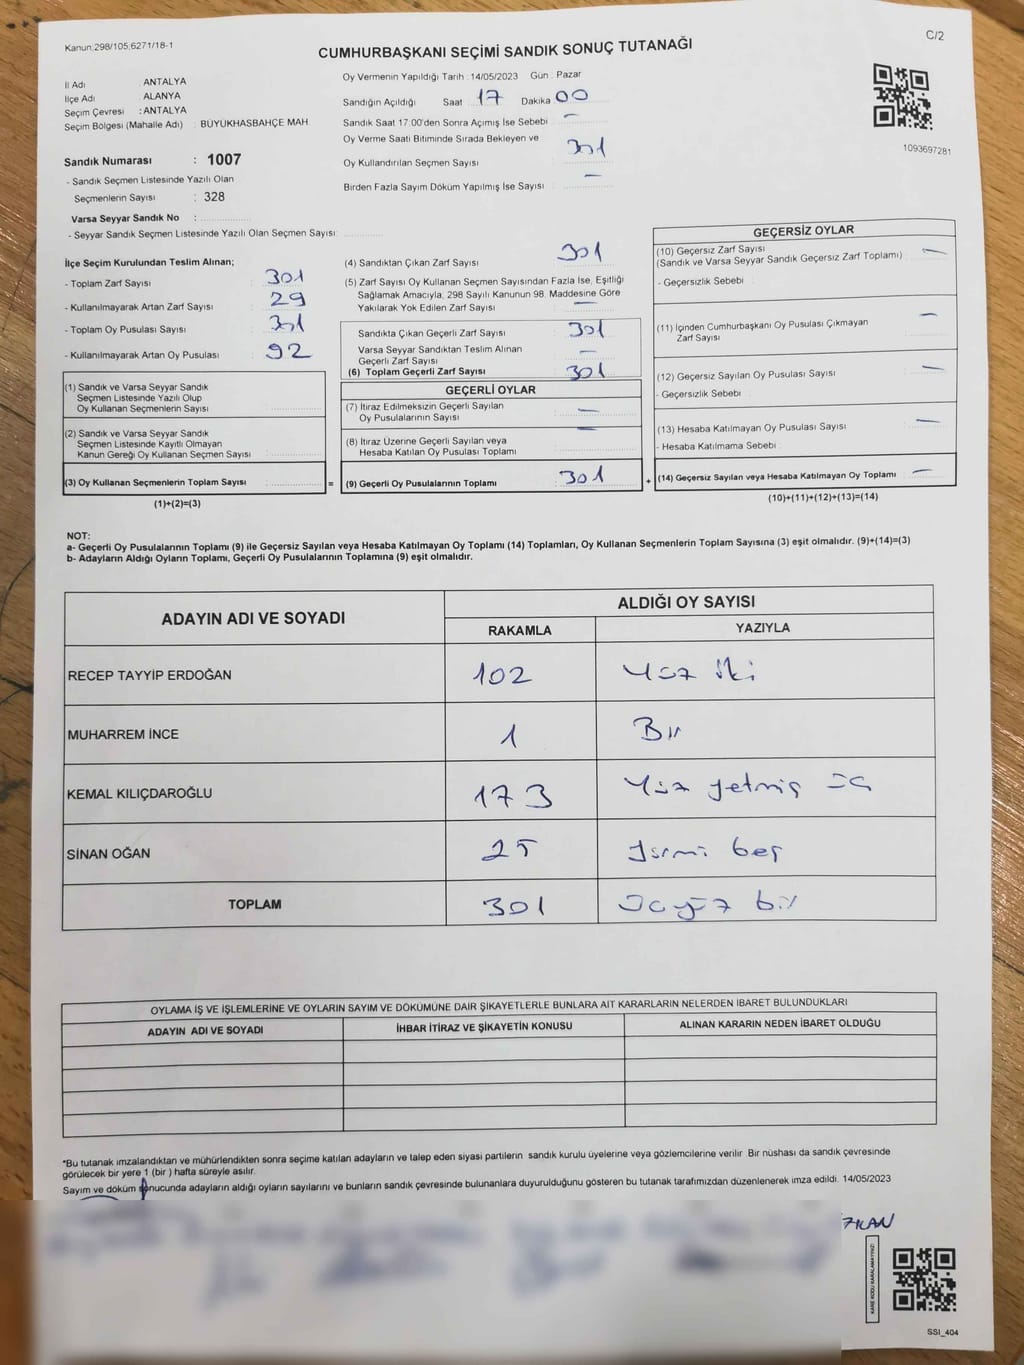 Kanun;298/105,6271/18-1
C/2
CUMHURBAŞKANI SEÇİMİ SANDIK SONUÇ TUTANAĞI
İl Adı ANTALYA
İlçe Adı : ALANYA
Seçim Çevresi : ANTALYA
Seçim Bölgesi (Mahalle Adı) : BÜYÜKHASBAHÇE MAH.
Sandık Numarası : 1007
- Sandık Seçmen Listesinde Yazılı Olan
Seçmenlerin Sayısı : 328
Varsa Seyyar Sandık No :
- Seyyar Sandık Seçmen Listesinde Yazılı Olan Seçmen Sayısı:
Oy Vermenin Yapıldığı Tarih : 14/05/2023 Gün : Pazar
Sandığın Açıldığı Saat 17 Dakika 00
Sandık Saat 17:00'den Sonra Açımış İse Sebebi : —
Oy Verme Saati Bitiminde Sırada Bekleyen ve
Oy Kullandırılan Seçmen Sayısı : 301
Birden Fazla Sayım Döküm Yapılmış İse Sayısı : —
1093697281
İlçe Seçim Kurulundan Teslim Alınan;
- Toplam Zarf Sayısı : 301
- Kullanılmayarak Artan Zarf Sayısı : 29
- Toplam Oy Pusulası Sayısı : 301
- Kullanılmayarak Artan Oy Pusulası : 92
(1) Sandık ve Varsa Seyyar Sandık
Seçmen Listesinde Yazılı Olup
Oy Kullanan Seçmenlerin Sayısı :
(2) Sandık ve Varsa Seyyar Sandık
Seçmen Listesinde Kayıtlı Olmayan
Kanun Gereği Oy Kullanan Seçmen Sayısı :
(3) Oy Kullanan Seçmenlerin Toplam Sayısı :
(1)+(2)=(3)
=
(4) Sandıktan Çıkan Zarf Sayısı : 301
(5) Zarf Sayısı Oy Kullanan Seçmen Sayısından Fazla İse, Eşitliği
Sağlamak Amacıyla, 298 Sayılı Kanunun 98. Maddesine Göre
Yakılarak Yok Edilen Zarf Sayısı : —
Sandıkta Çıkan Geçerli Zarf Sayısı : 301
Varsa Seyyar Sandıktan Teslim Alınan
Geçerli Zarf Sayısı : —
(6) Toplam Geçerli Zarf Sayısı : 301
GEÇERLİ OYLAR
(7) İtiraz Edilmeksizin Geçerli Sayılan
Oy Pusulalarının Sayısı : —
(8) İtiraz Üzerine Geçerli Sayılan veya
Hesaba Katılan Oy Pusulası Toplamı : —
(9) Geçerli Oy Pusulalarının Toplamı : 301
+
GEÇERSİZ OYLAR
(10) Geçersiz Zarf Sayısı
(Sandık ve Varsa Seyyar Sandık Geçersiz Zarf Toplamı) : —
- Geçersizlik Sebebi :
(11) İçinden Cumhurbaşkanı Oy Pusulası Çıkmayan
Zarf Sayısı : —
(12) Geçersiz Sayılan Oy Pusulası Sayısı : —
- Geçersizlik Sebebi :
(13) Hesaba Katılmayan Oy Pusulası Sayısı : —
- Hesaba Katılmama Sebebi :
(14) Geçersiz Sayılan veya Hesaba Katılmayan Oy Toplamı : —
(10)+(11)+(12)+(13)=(14)
NOT:
a- Geçerli Oy Pusulalarının Toplamı (9) ile Geçersiz Sayılan veya Hesaba Katılmayan Oy Toplamı (14) Toplamları, Oy Kullanan Seçmenlerin Toplam Sayısına (3) eşit olmalıdır. (9)+(14)=(3)
b- Adayların Aldığı Oyların Toplamı, Geçerli Oy Pusulalarının Toplamına (9) eşit olmalıdır.
ADAYIN ADI VE SOYADI
ALDIĞI OY SAYISI
RAKAMLA YAZIYLA
RECEP TAYYİP ERDOĞAN 102 Yüz iki
MUHARREM İNCE 1 Bir
KEMAL KILIÇDAROĞLU 173 Yüz yetmiş üç
SİNAN OĞAN 25 yirmi beş
TOPLAM 301 üçyüz bir
OYLAMA İŞ VE İŞLEMLERİNE VE OYLARIN SAYIM VE DÖKÜMÜNE DAİR ŞİKAYETLERLE BUNLARA AİT KARARLARIN NELERDEN İBARET BULUNDUKLARI
ADAYIN ADI VE SOYADI İHBAR İTİRAZ VE ŞİKAYETİN KONUSU ALINAN KARARIN NEDEN İBARET OLDUĞU
*Bu tutanak imzalandıktan ve mühürlendikten sonra seçime katılan adayların ve talep eden siyasi partilerin sandık kurulu üyelerine veya gözlemcilerine verilir. Bir nüshası da sandık çevresinde
görülecek bir yere 1 (bir ) hafta süreyle asılır.
Sayım ve döküm sonucunda adayların aldığı oyların sayılarını ve bunların sandık çevresinde bulunanlara duyurulduğunu gösteren bu tutanak tarafımızdan düzenlenerek imza edildi. 14/05/2023
KARE KODU KARALAMAYINIZ!
SSI_404